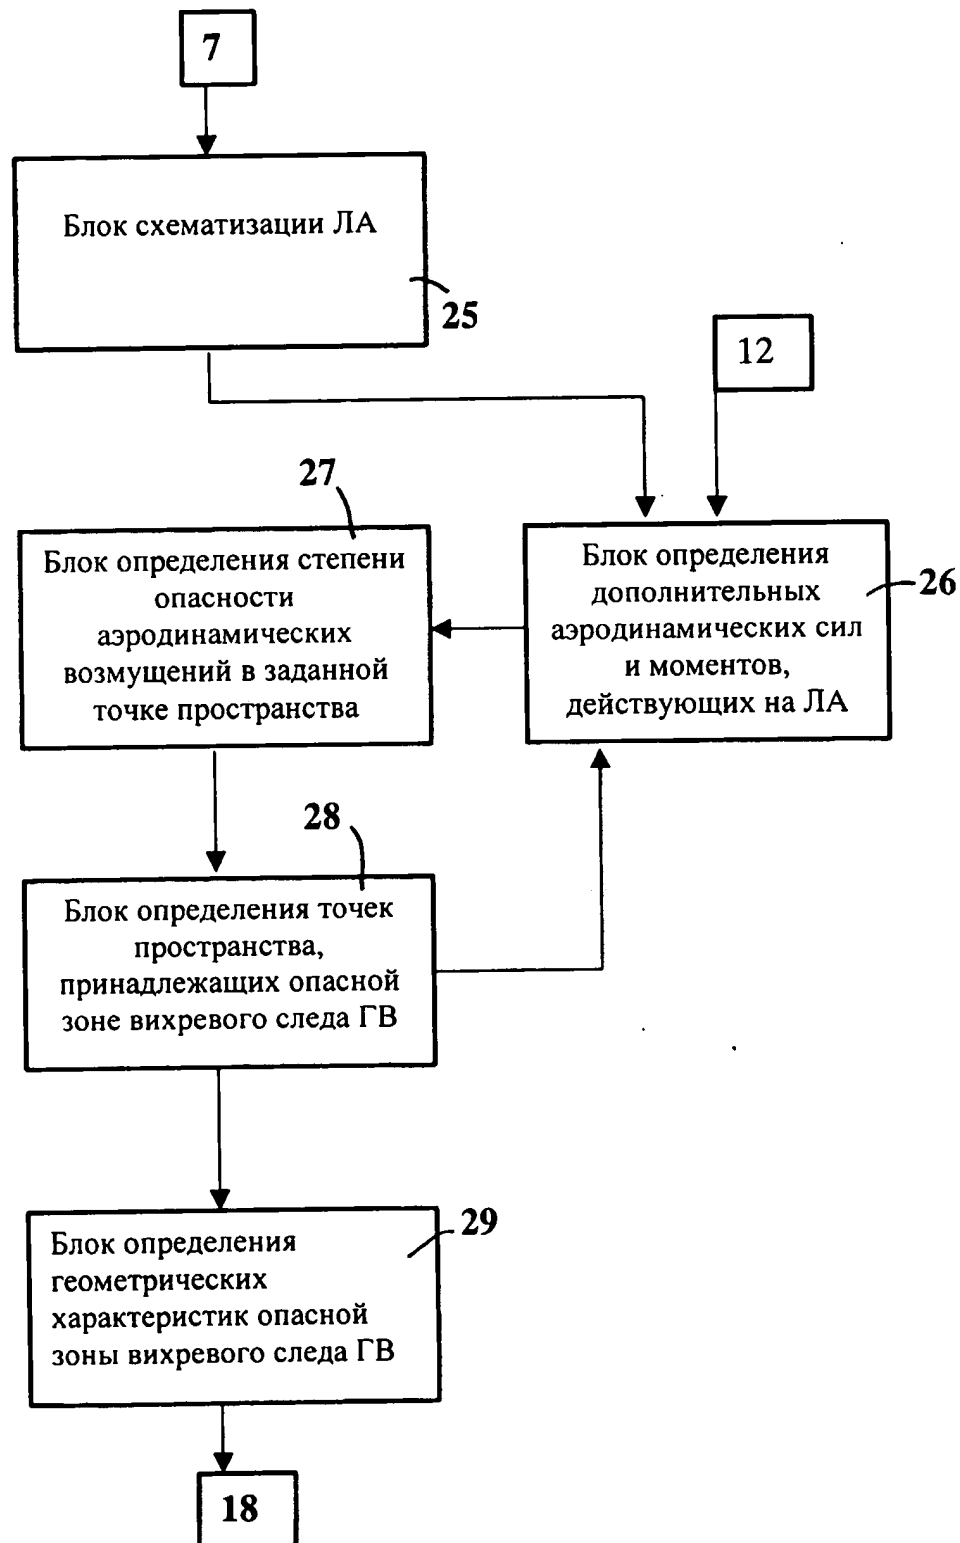 7
Блок схематизации ЛА
25
12
27
Блок определения степени
опасности
аэродинамических
возмущений в заданной
точке пространства
Блок определения
дополнительных
аэродинамических сил
и моментов,
действующих на ЛА
26
28
Блок определения точек
пространства,
принадлежащих опасной
зоне вихревого следа ГВ
29
Блок определения
геометрических
характеристик опасной
зоны вихревого следа ГВ
18